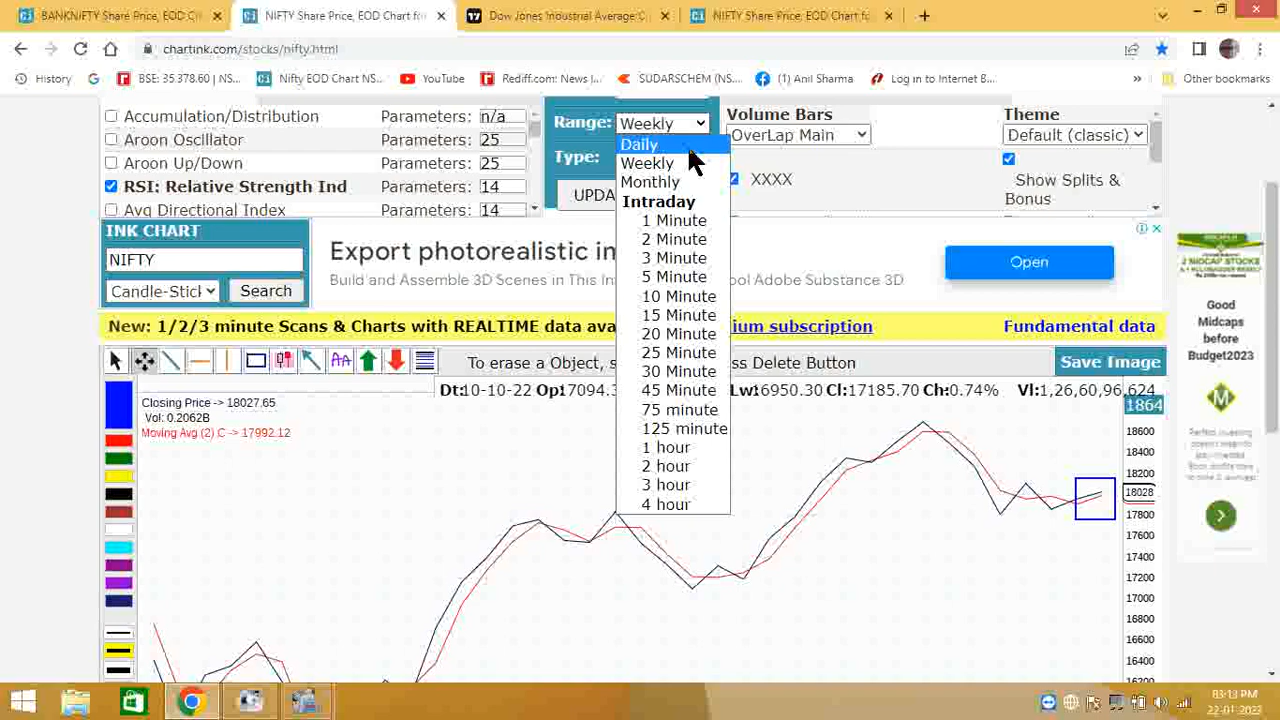 BANKNIFTY Share Price, EOD C
NIFTY Share Price, EOD Chart fo
Dow Jones Industrial Average C
NIFTY Share Price, EOD Chart for
chartink.com/stocks/nifty.html
History
BSE: 35,378.60 | NS...
Nifty EOD Chart NS...
YouTube
Rediff.com: News |...
SUDARSCHEM (NS...
(1) Anil Sharma
Log in to Internet B...
»
Other bookmarks
Accumulation/Distribution Parameters: n/a
Aroon Oscillator Parameters: 25
Aroon Up/Down Parameters: 25
RSI: Relative Strength Ind Parameters: 14
Avg Directional Index Parameters: 14
Range: Weekly
Type:
UPDA
Daily
Weekly
Monthly
Intraday
1 Minute
2 Minute
3 Minute
5 Minute
10 Minute
15 Minute
20 Minute
25 Minute
30 Minute
45 Minute
75 minute
125 minute
1 hour
2 hour
3 hour
4 hour
Volume Bars
OverLap Main
XXXX
Theme
Default (classic)
Show Splits &
Bonus
INK CHART
NIFTY
Candle-Stick
Search
Export photorealistic in
Build and Assemble 3D Scenes in This In
ool Adobe Substance 3D
Open
New: 1/2/3 minute Scans & Charts with REALTIME data ava
ium subscription
Fundamental data
To erase a Object, s
ss Delete Button
Save Image
Dt:10-10-22 Op:17094.3
Lw:16950.30 Cl:17185.70 Ch:0.74% Vl:1,26,60,96,624
Closing Price -> 18027.65
Vol: 0.2062B
Moving Avg (2) C -> 17992.12
1864
18600
18400
18200
18028
17800
17600
17400
17200
17000
16800
16600
16400
16200
2 MIDCAP STOCKS
Good
Midcaps
before
Budget2023
M
Perfect investing
03:13 PM
22-01-2023